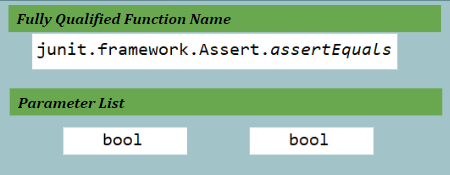 Fully Qualified Function Name
junit.framework.Assert.assertEquals
Parameter List
bool bool